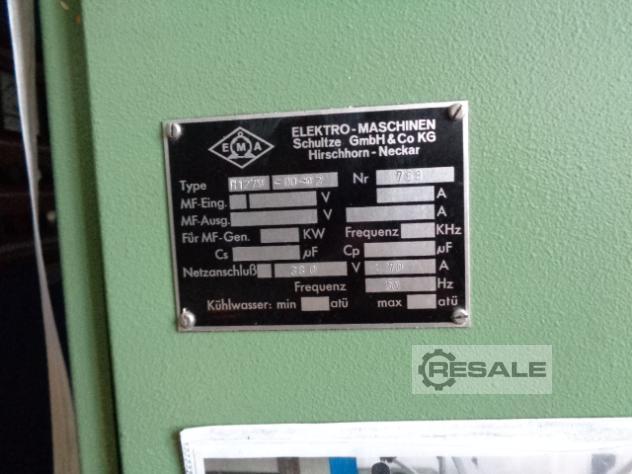 EMA
ELEKTRO-MASCHINEN
Schultze GmbH & Co KG
Hirschhorn - Neckar
Type Nr
MF-Eing. V A
MF-Ausg. V A
Für MF-Gen. KW Frequenz KHz
Cs µF Cp µF
Netzanschluß 380 V A
Frequenz 50 Hz
Kühlwasser: min atü max atü
RESALE